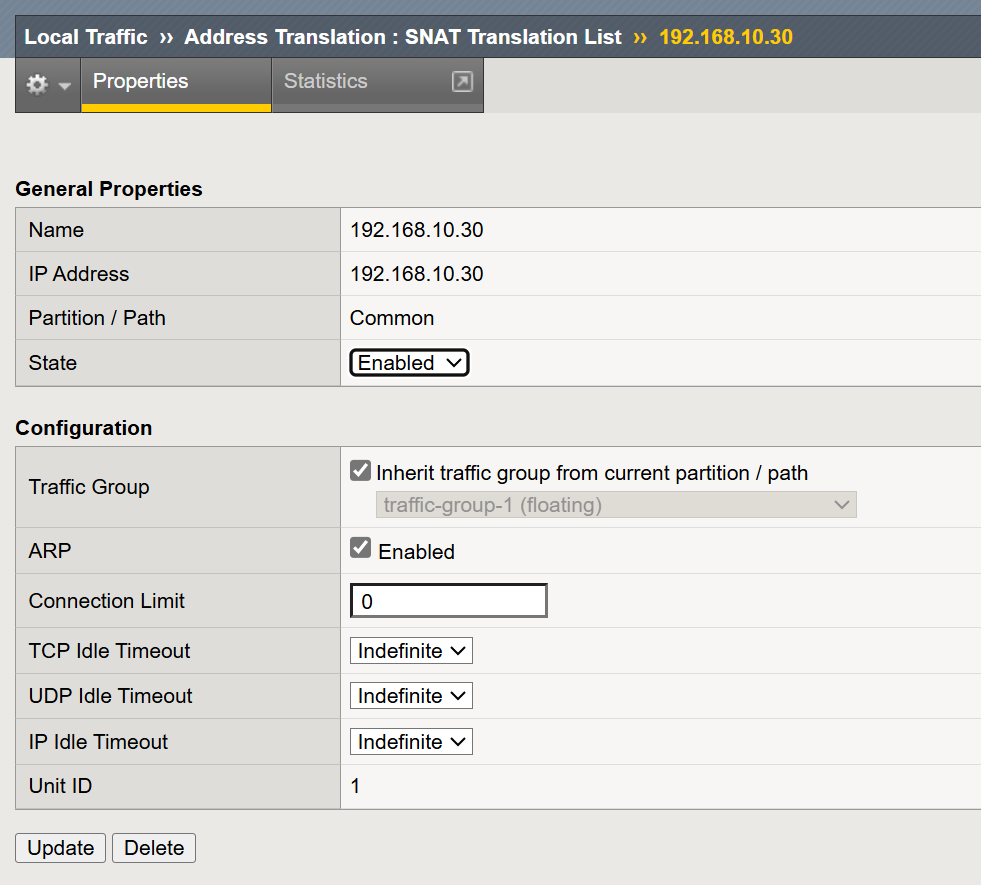 Local Traffic ›› Address Translation : SNAT Translation List ›› 192.168.10.30
Properties Statistics
General Properties
Name 192.168.10.30
IP Address 192.168.10.30
Partition / Path Common
State Enabled
Configuration
Traffic Group Inherit traffic group from current partition / path
traffic-group-1 (floating)
ARP Enabled
Connection Limit 0
TCP Idle Timeout Indefinite
UDP Idle Timeout Indefinite
IP Idle Timeout Indefinite
Unit ID 1
Update Delete